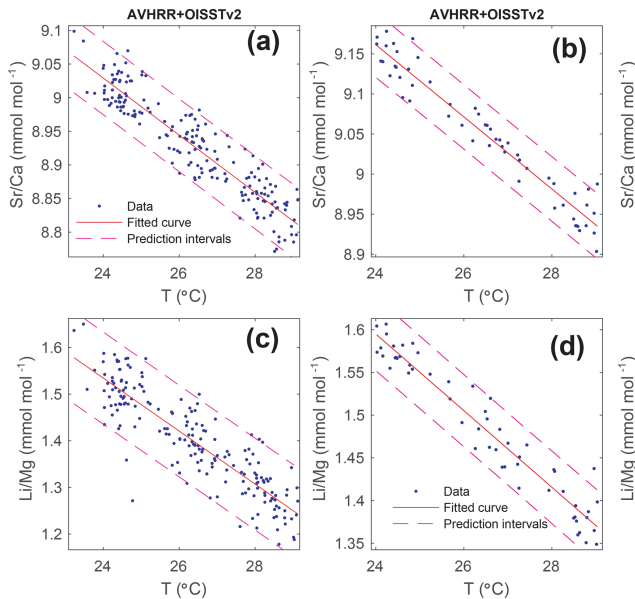 AVHRR+OISSTv2
AVHRR+OISSTv2
(a)
9.1
9.05
9
8.95
8.9
8.85
8.8
Sr/Ca (mmol mol -1)
Data
Fitted curve
Prediction intervals
24
26
28
T (°C)
(b)
9.15
9.1
9.05
9
8.95
8.9
Sr/Ca (mmol mol -1)
24
26
28
T (°C)
Sr/Ca (mmol mol -1)
(c)
1.6
1.5
1.4
1.3
1.2
Li/Mg (mmol mol -1)
24
26
28
T (°C)
(d)
1.6
1.55
1.5
1.45
1.4
1.35
Li/Mg (mmol mol -1)
Data
Fitted curve
Prediction intervals
24
26
28
T (°C)
Li/Mg (mmol mol -1)